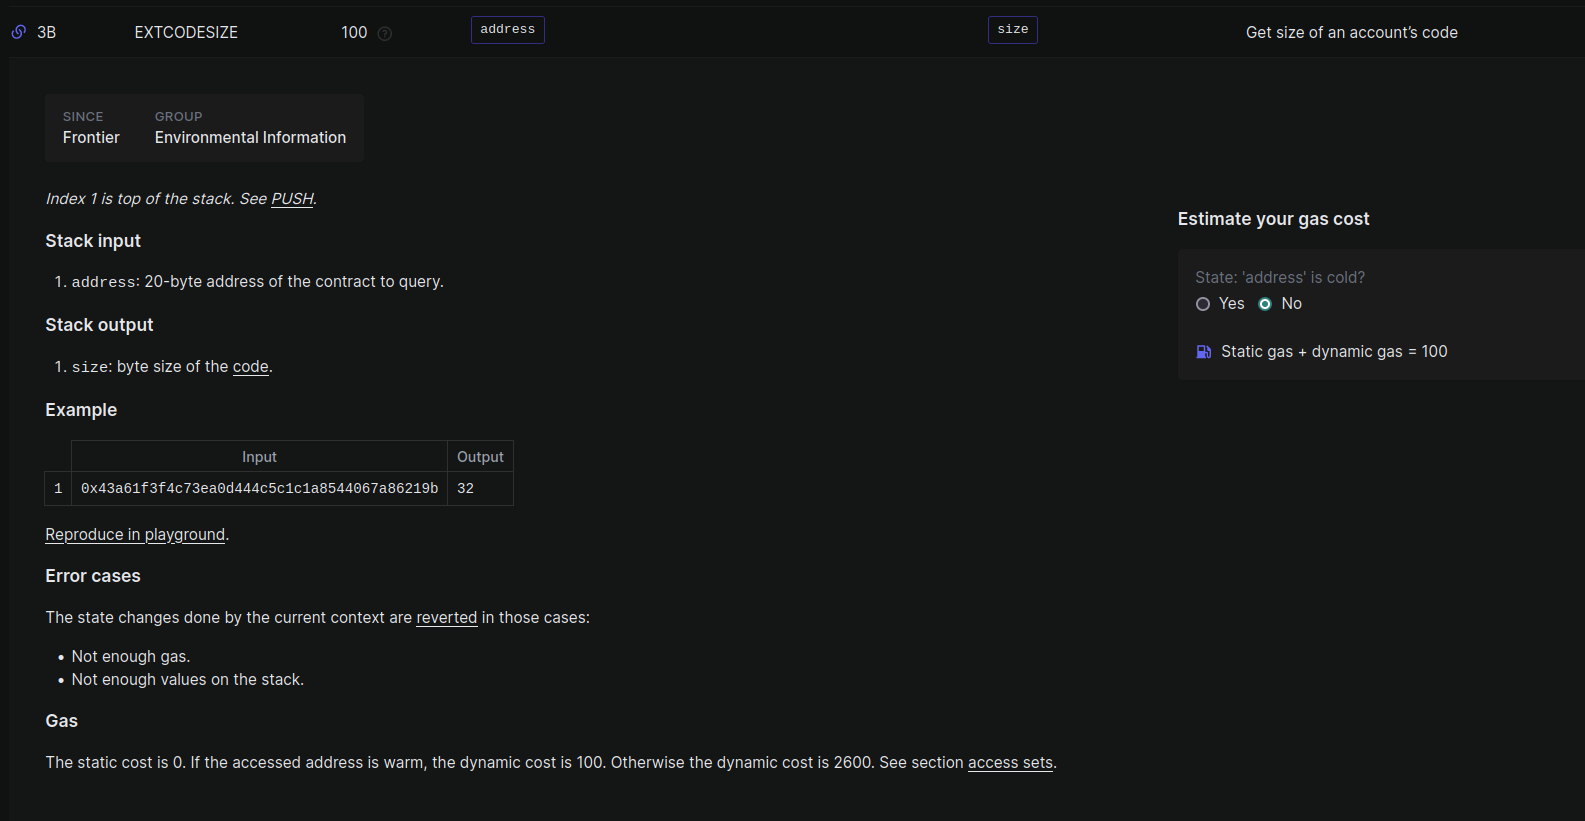 3B EXTCODESIZE 100 ? address size Get size of an account’s code
SINCE GROUP
Frontier Environmental Information
Index 1 is top of the stack. See PUSH.
Stack input
1. address: 20-byte address of the contract to query.
Stack output
1. size: byte size of the code.
Example
Input Output
1 0x43a61f3f4c73ea0d444c5c1c1a8544067a86219b 32
Reproduce in playground.
Error cases
The state changes done by the current context are reverted in those cases:
• Not enough gas.
• Not enough values on the stack.
Gas
The static cost is 0. If the accessed address is warm, the dynamic cost is 100. Otherwise the dynamic cost is 2600. See section access sets.
Estimate your gas cost
State: 'address' is cold?
Yes No
Static gas + dynamic gas = 100